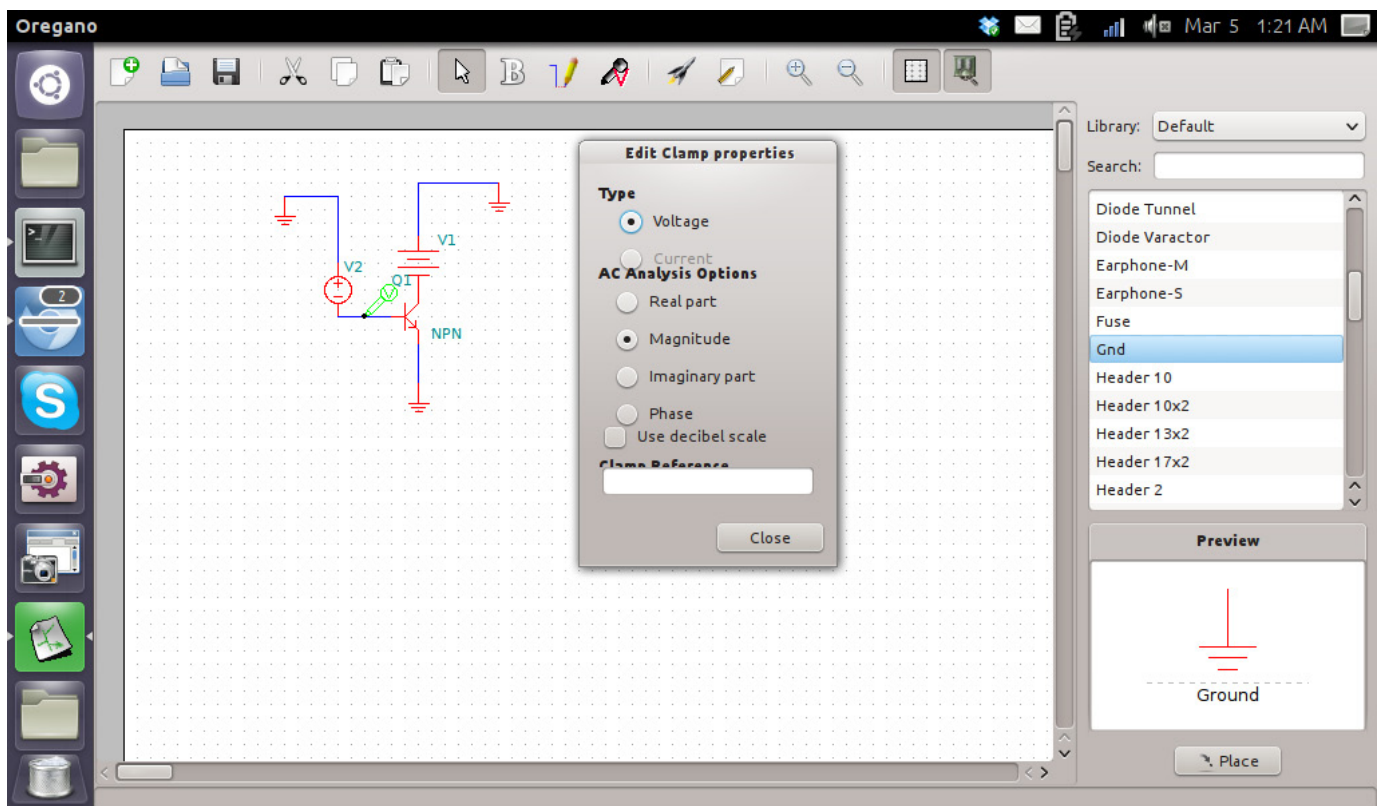 Oregano
Mar 5 1:21 AM
2
S
B
Library: Default
Search:
Diode Tunnel
Diode Varactor
Earphone-M
Earphone-S
Fuse
Gnd
Header 10
Header 10x2
Header 13x2
Header 17x2
Header 2
Preview
Ground
Place
V1
V2
Q1
V
NPN
Edit Clamp properties
Type
Voltage
Current
AC Analysis Options
Real part
Magnitude
Imaginary part
Phase
Use decibel scale
Clamp Reference
Close